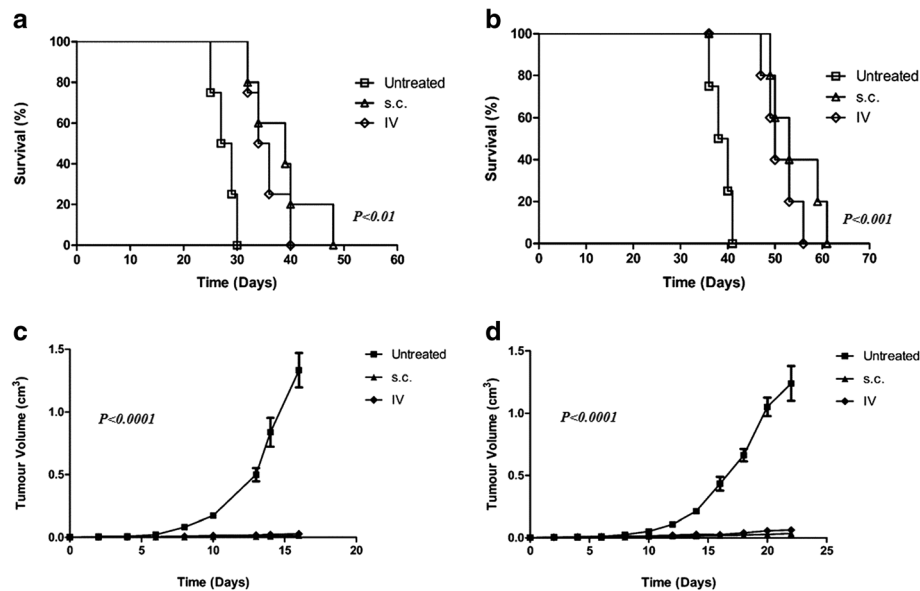 a
100
80
60
40
20
0
Survival (%)
0 10 20 30 40 50 60
Time (Days)
Untreated
s.c.
IV
P<0.01
b
100
80
60
40
20
0
Survival (%)
0 10 20 30 40 50 60 70
Time (Days)
Untreated
s.c.
IV
P<0.001
c
1.5
1.0
0.5
0.0
Tumour Volume (cm³)
0 5 10 15 20
Time (Days)
Untreated
s.c.
IV
P<0.0001
d
1.5
1.0
0.5
0.0
Tumour Volume (cm³)
0 5 10 15 20 25
Time (Days)
Untreated
s.c.
IV
P<0.0001